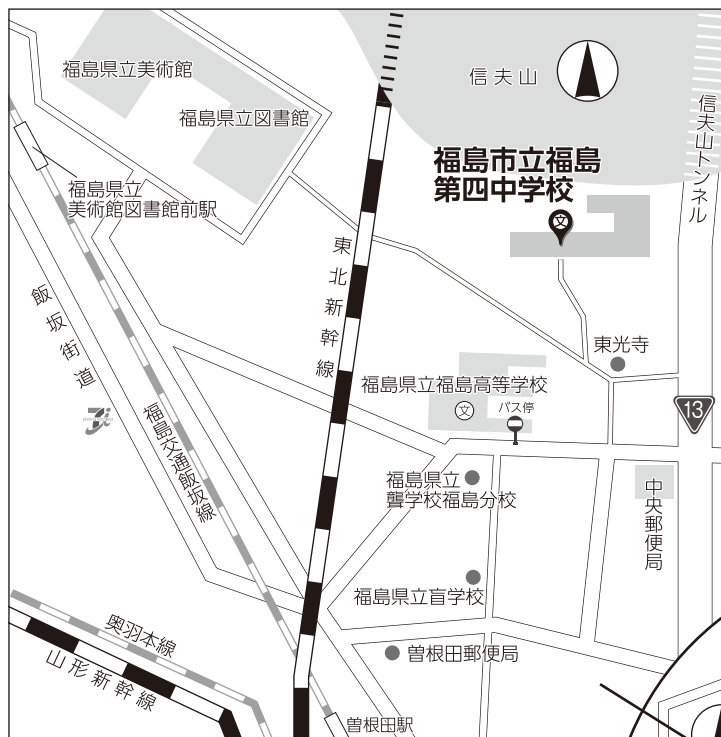 福島県立美術館
信夫山
福島県立図書館
信夫山トンネル
福島市立福島
第四中学校
文
福島県立
美術館図書館前駅
東北新幹線
飯坂街道
東光寺
福島県立福島高等学校
文
バス停
13
福島交通飯坂線
福島県立
聾学校福島分校
中央郵便局
福島県立盲学校
奥羽本線
山形新幹線
曽根田郵便局
曽根田駅